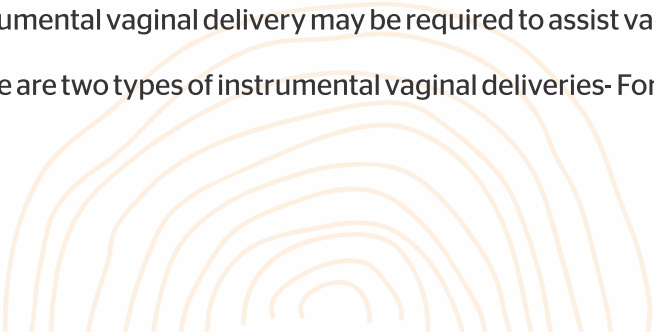 umental vaginal delivery may be required to assist va
e are two types of instrumental vaginal deliveries- For